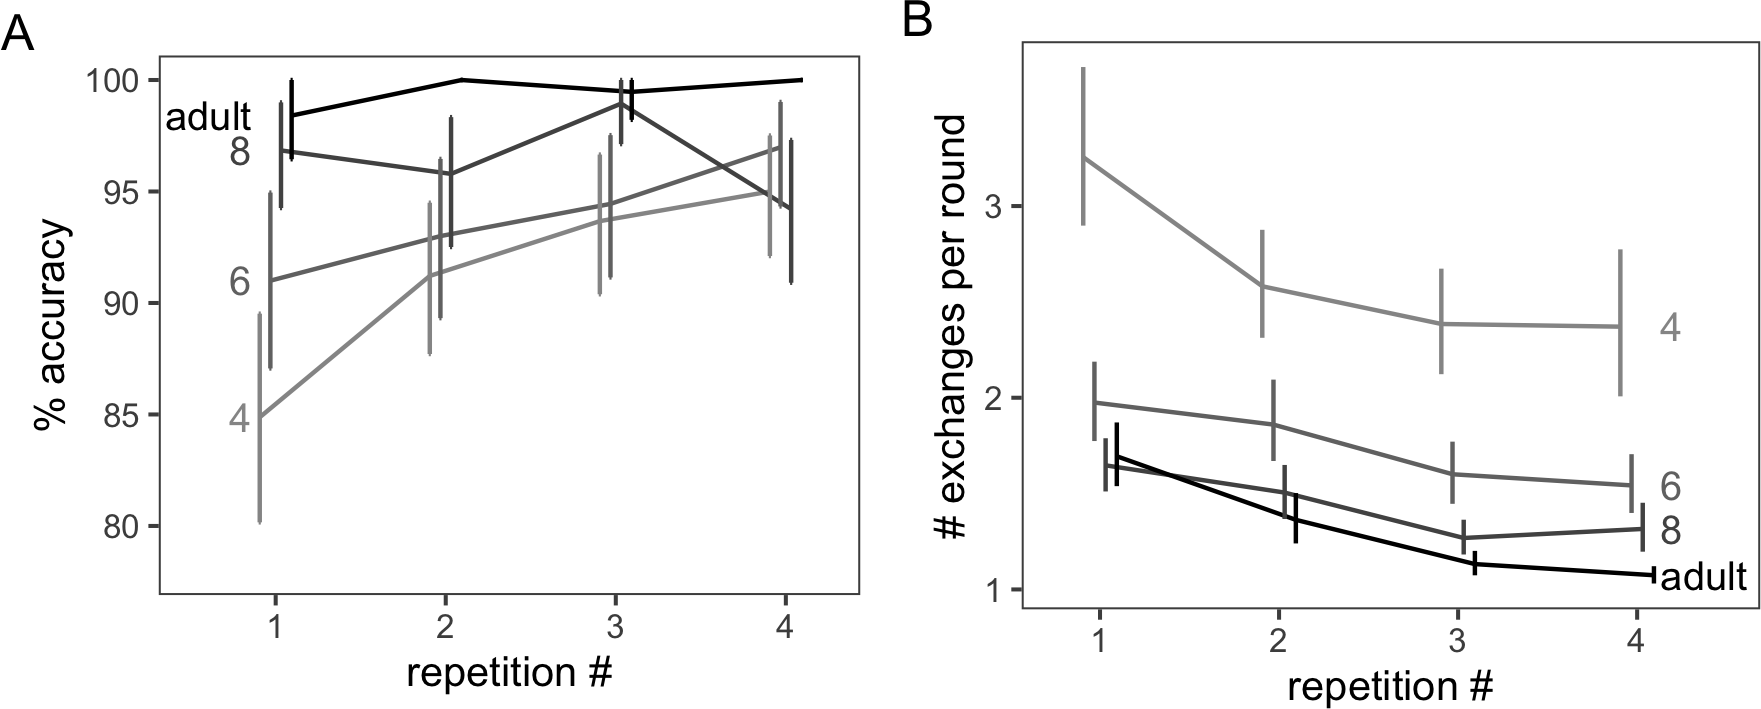 A
100
95
90
85
80
% accuracy
adult
8
6
4
1 2 3 4
repetition #
B
3
2
1
# exchanges per round
4
6
8
adult
1 2 3 4
repetition #